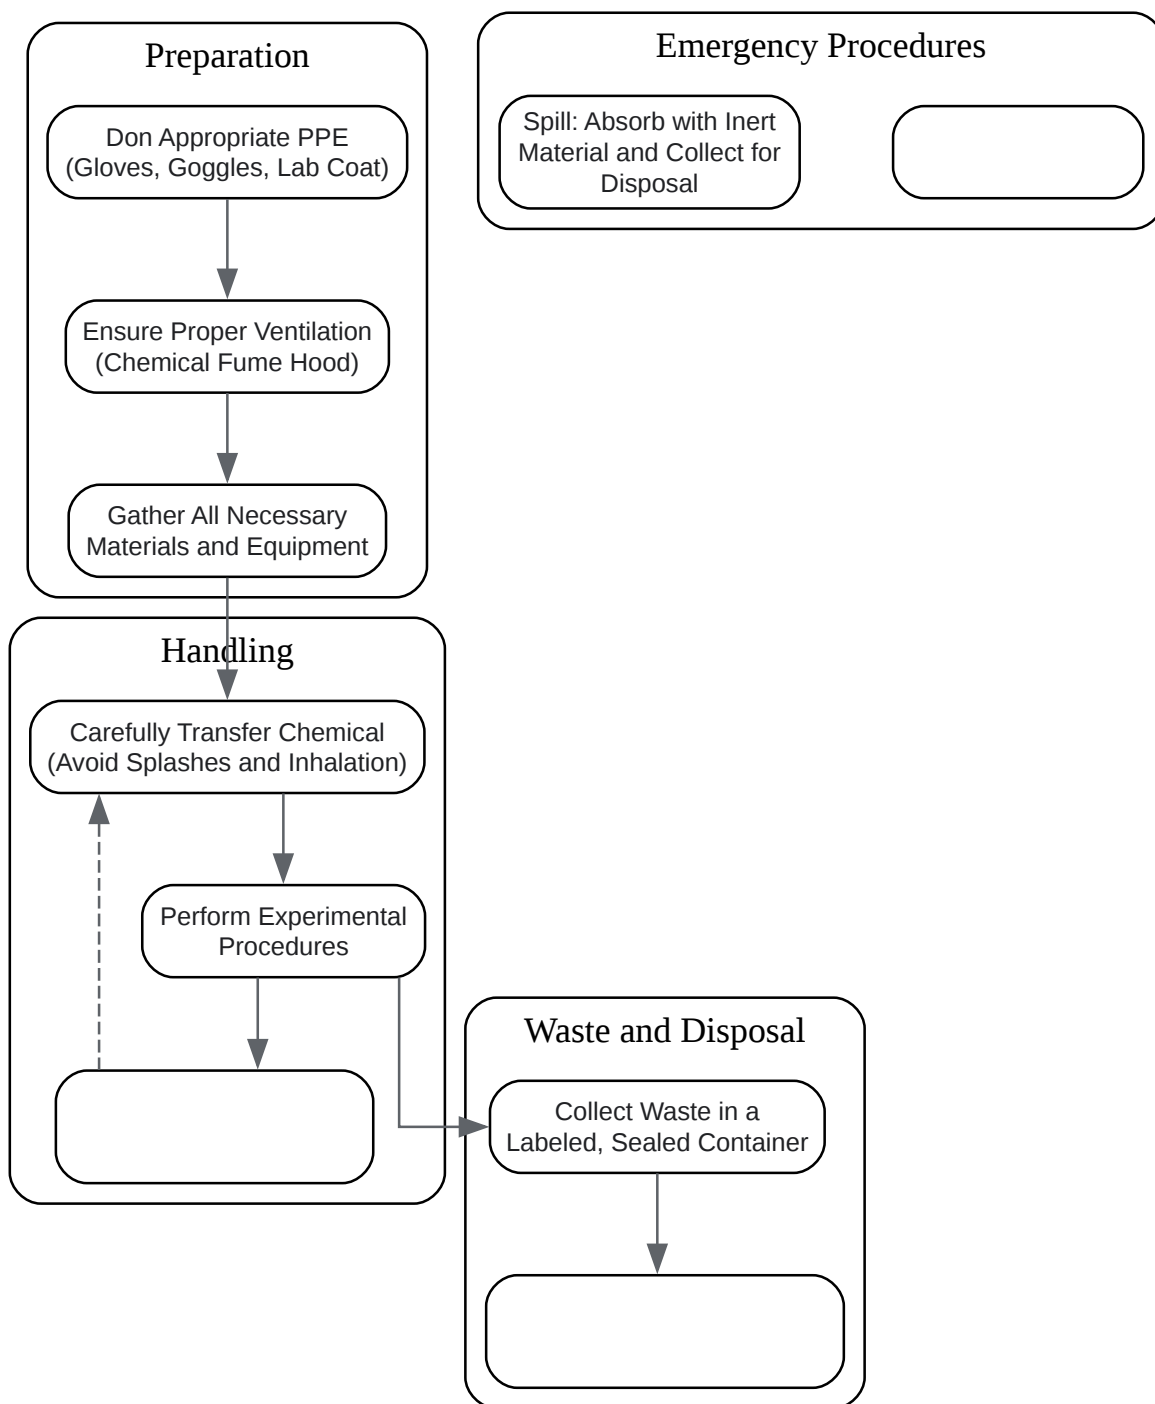 Preparation
Don Appropriate PPE
(Gloves, Goggles, Lab Coat)
Ensure Proper Ventilation
(Chemical Fume Hood)
Gather All Necessary
Materials and Equipment
Emergency Procedures
Spill: Absorb with Inert
Material and Collect for
Disposal
Handling
Carefully Transfer Chemical
(Avoid Splashes and Inhalation)
Perform Experimental
Procedures
Waste and Disposal
Collect Waste in a
Labeled, Sealed Container